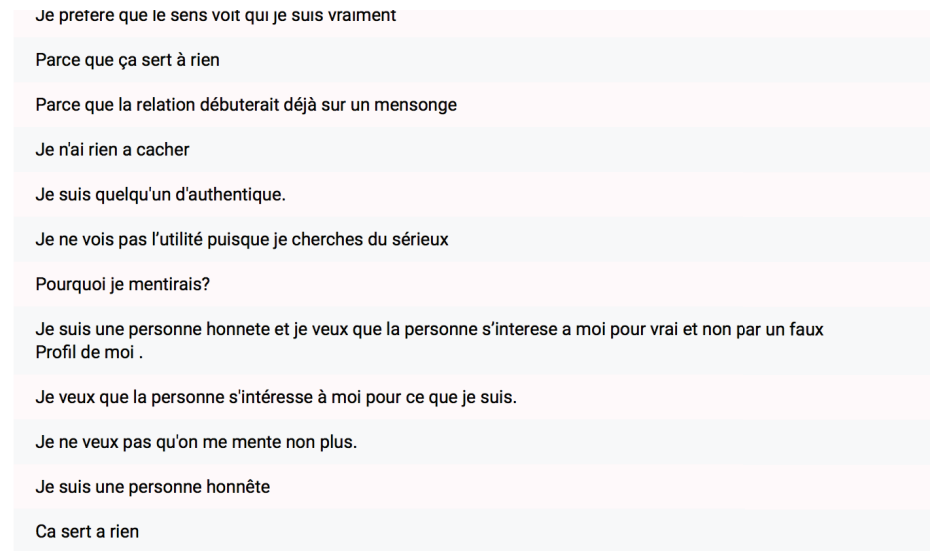 Je préfère que le sens voit qui je suis vraiment
Parce que ça sert à rien
Parce que la relation débuterait déjà sur un mensonge
Je n'ai rien a cacher
Je suis quelqu'un d'authentique.
Je ne vois pas l’utilité puisque je cherches du sérieux
Pourquoi je mentirais?
Je suis une personne honnete et je veux que la personne s’interese a moi pour vrai et non par un faux
Profil de moi .
Je veux que la personne s'intéresse à moi pour ce que je suis.
Je ne veux pas qu'on me mente non plus.
Je suis une personne honnête
Ca sert a rien